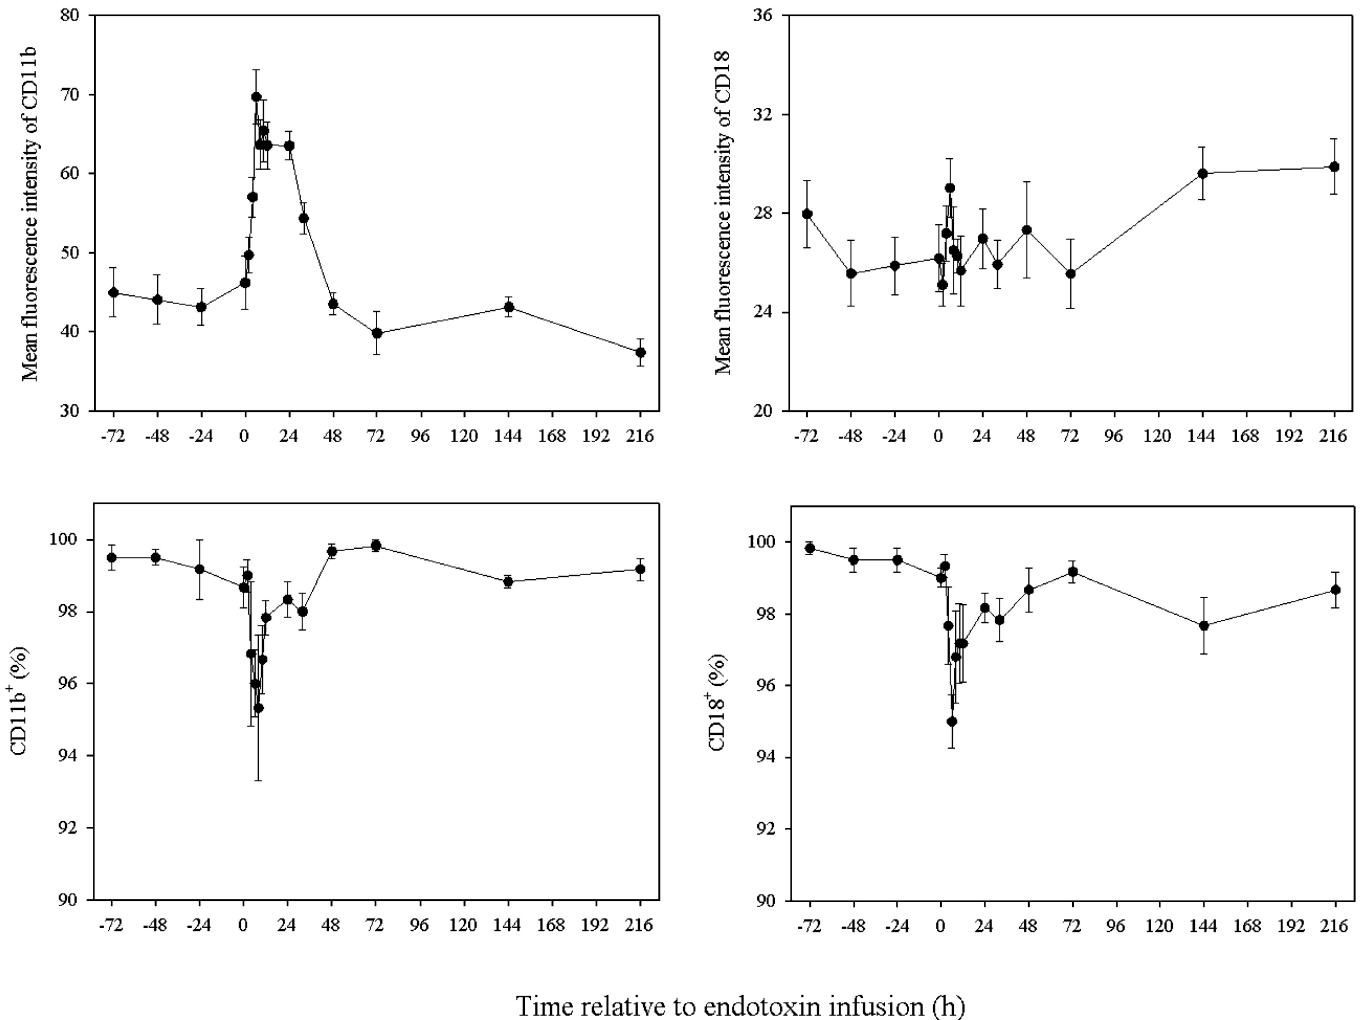 Mean fluorescence intensity of CD11b
80
70
60
50
40
30
-72 -48 -24 0 24 48 72 96 120 144 168 192 216
Mean fluorescence intensity of CD18
36
32
28
24
20
-72 -48 -24 0 24 48 72 96 120 144 168 192 216
CD11b⁺ (%)
100
98
96
94
92
90
-72 -48 -24 0 24 48 72 96 120 144 168 192 216
CD18⁺ (%)
100
98
96
94
92
90
-72 -48 -24 0 24 48 72 96 120 144 168 192 216
Time relative to endotoxin infusion (h)